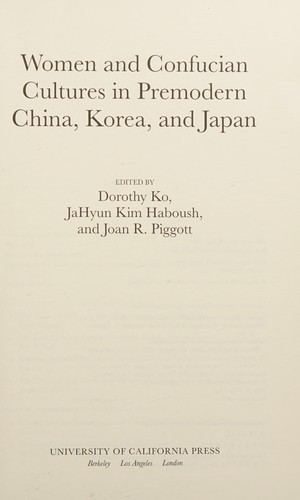 Women and Confucian
Cultures in Premodern
China, Korea, and Japan
EDITED BY
Dorothy Ko,
JaHyun Kim Haboush,
and Joan R. Piggott
UNIVERSITY OF CALIFORNIA PRESS
Berkeley Los Angeles London